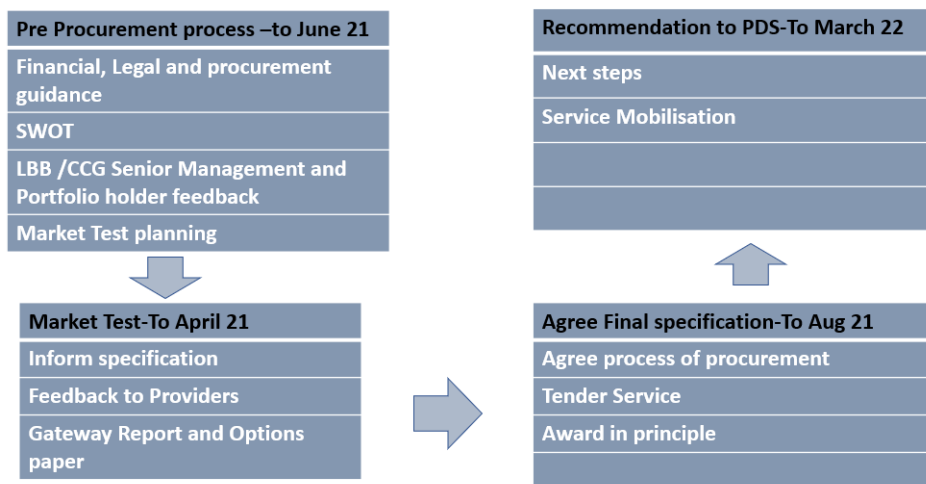 Pre Procurement process –to June 21
Financial, Legal and procurement
guidance
SWOT
LBB /CCG Senior Management and
Portfolio holder feedback
Market Test planning
Market Test-To April 21
Inform specification
Feedback to Providers
Gateway Report and Options
paper
Agree Final specification-To Aug 21
Agree process of procurement
Tender Service
Award in principle
Recommendation to PDS-To March 22
Next steps
Service Mobilisation